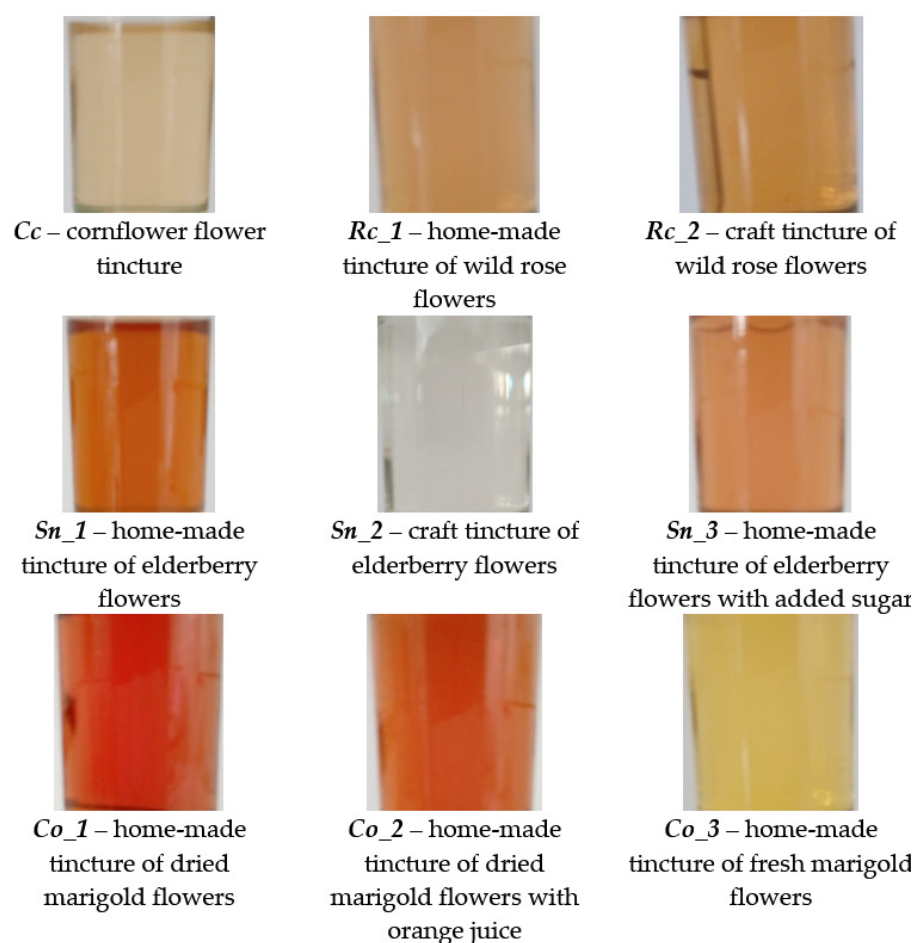 Cc – cornflower flower
tincture
Rc_1 – home-made
tincture of wild rose
flowers
Rc_2 – craft tincture of
wild rose flowers
Sn_1 – home-made
tincture of elderberry
flowers
Sn_2 – craft tincture of
elderberry flowers
Sn_3 – home-made
tincture of elderberry
flowers with added sugar
Co_1 – home-made
tincture of dried
marigold flowers
Co_2 – home-made
tincture of dried
marigold flowers with
orange juice
Co_3 – home-made
tincture of fresh marigold
flowers